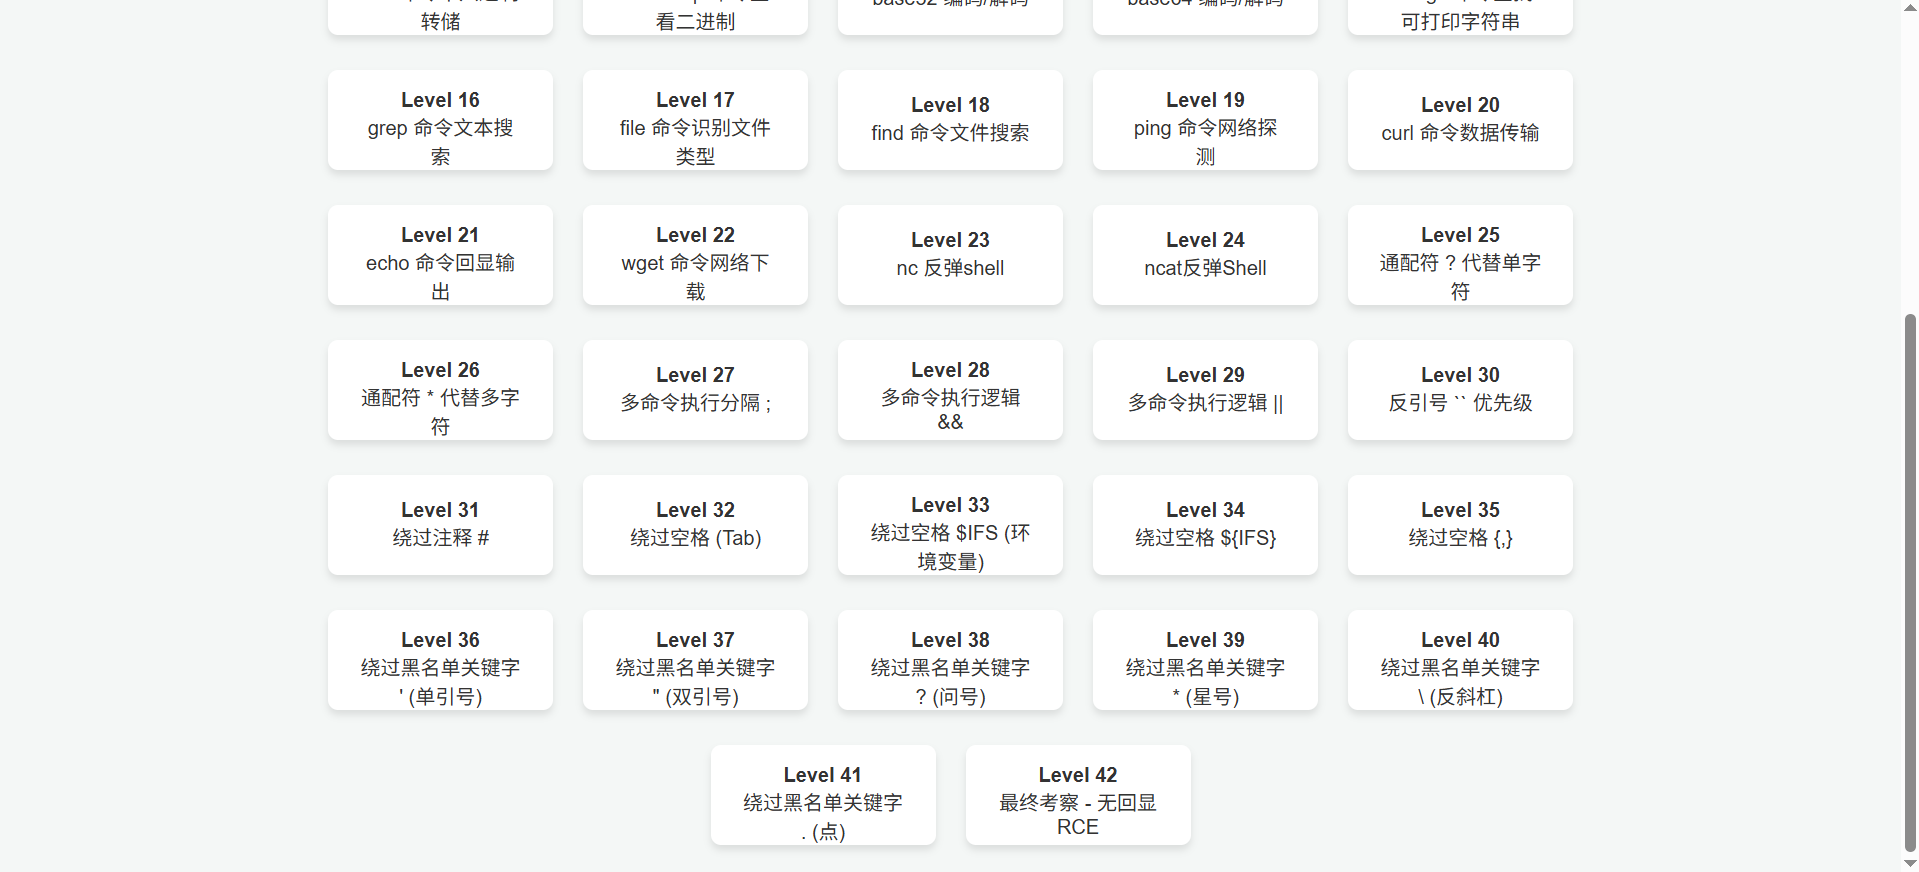 转储
看二进制
可打印字符串
Level 16
grep 命令文本搜
索
Level 17
file 命令识别文件
类型
Level 18
find 命令文件搜索
Level 19
ping 命令网络探
测
Level 20
curl 命令数据传输
Level 21
echo 命令回显输
出
Level 22
wget 命令网络下
载
Level 23
nc 反弹shell
Level 24
ncat反弹Shell
Level 25
通配符 ? 代替单字
符
Level 26
通配符 * 代替多字
符
Level 27
多命令执行分隔 ;
Level 28
多命令执行逻辑
&&
Level 29
多命令执行逻辑 ||
Level 30
反引号 `` 优先级
Level 31
绕过注释 #
Level 32
绕过空格 (Tab)
Level 33
绕过空格 $IFS (环
境变量)
Level 34
绕过空格 ${IFS}
Level 35
绕过空格 {,}
Level 36
绕过黑名单关键字
' (单引号)
Level 37
绕过黑名单关键字
" (双引号)
Level 38
绕过黑名单关键字
? (问号)
Level 39
绕过黑名单关键字
* (星号)
Level 40
绕过黑名单关键字
\ (反斜杠)
Level 41
绕过黑名单关键字
. (点)
Level 42
最终考察 - 无回显
RCE